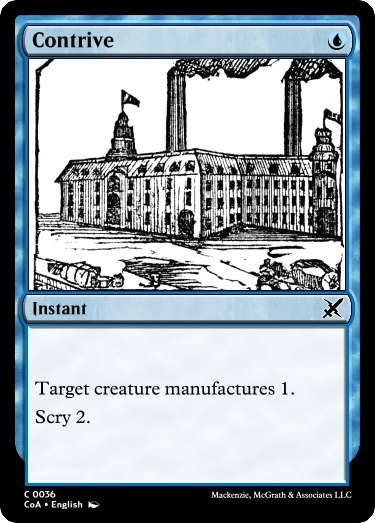 Contrive
Instant
Target creature manufactures 1.
Scry 2.
C 0036
CoA • English
Mackenzie, McGrath & Associates LLC